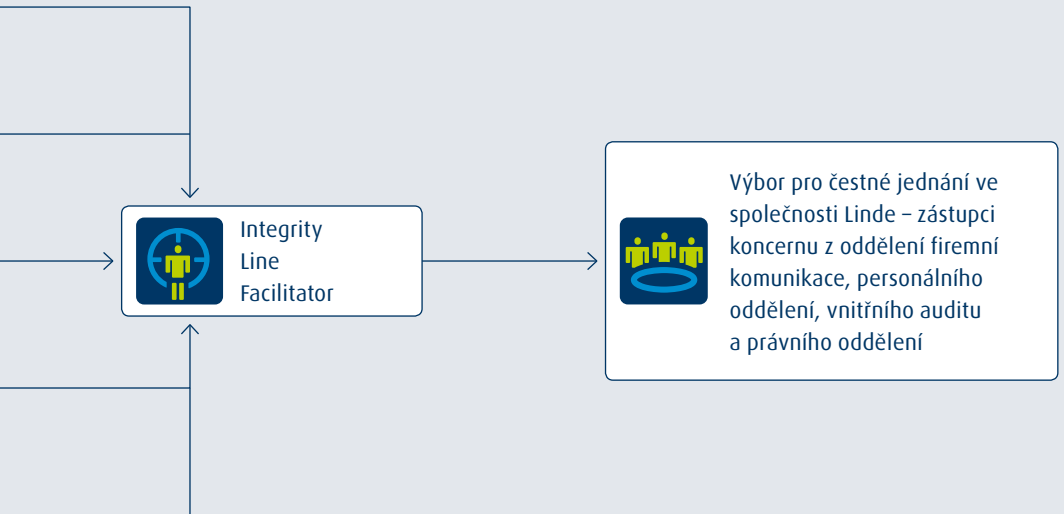 Integrity
Line
Facilitator
Výbor pro čestné jednání ve
společnosti Linde – zástupci
koncernu z oddělení firemní
komunikace, personálního
oddělení, vnitřního auditu
a právního oddělení